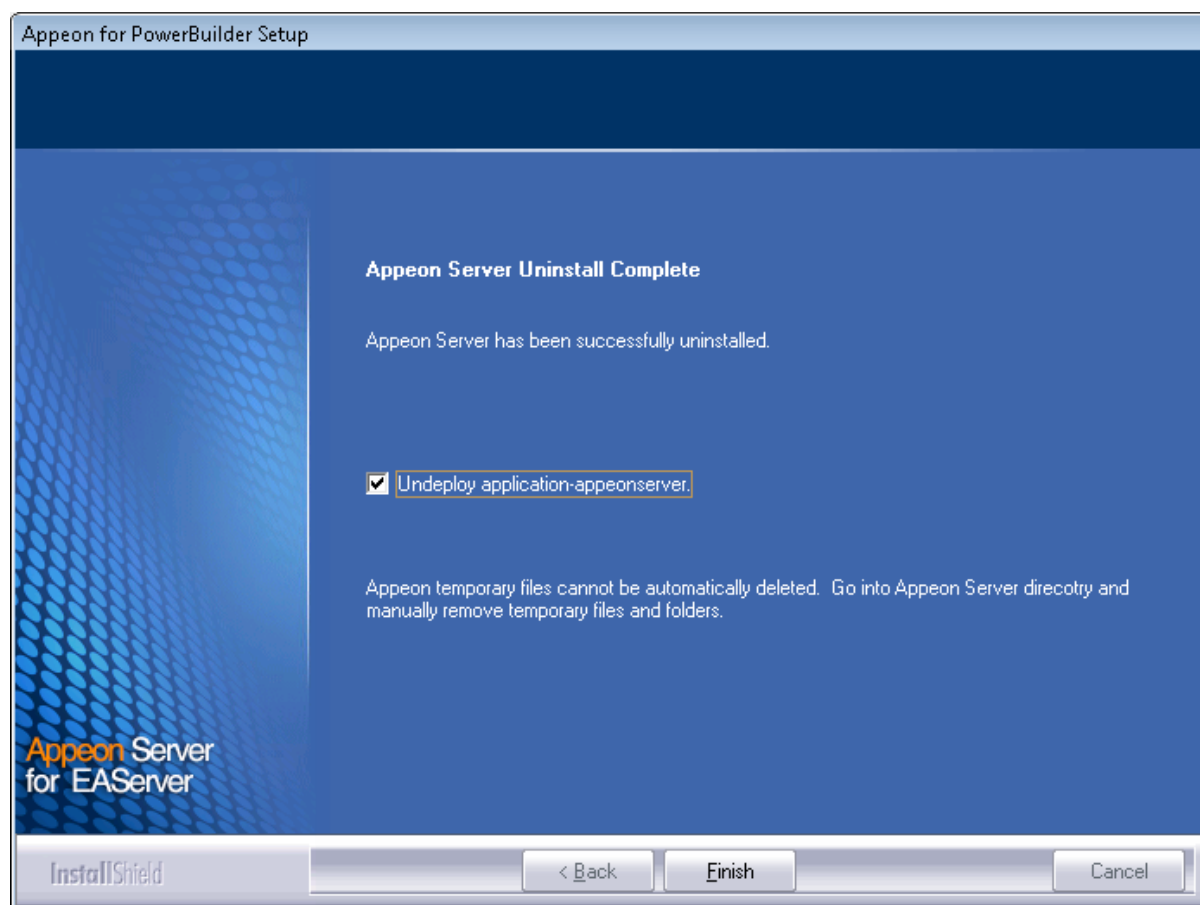 Appeon for PowerBuilder Setup
Appeon Server Uninstall Complete
Appeon Server has been successfully uninstalled.
Undeploy application-appeonserver.
Appeon temporary files cannot be automatically deleted.  Go into Appeon Server direcotry and
manually remove temporary files and folders.
Appeon Server
for EAServer
InstallShield
< Back
Finish
Cancel